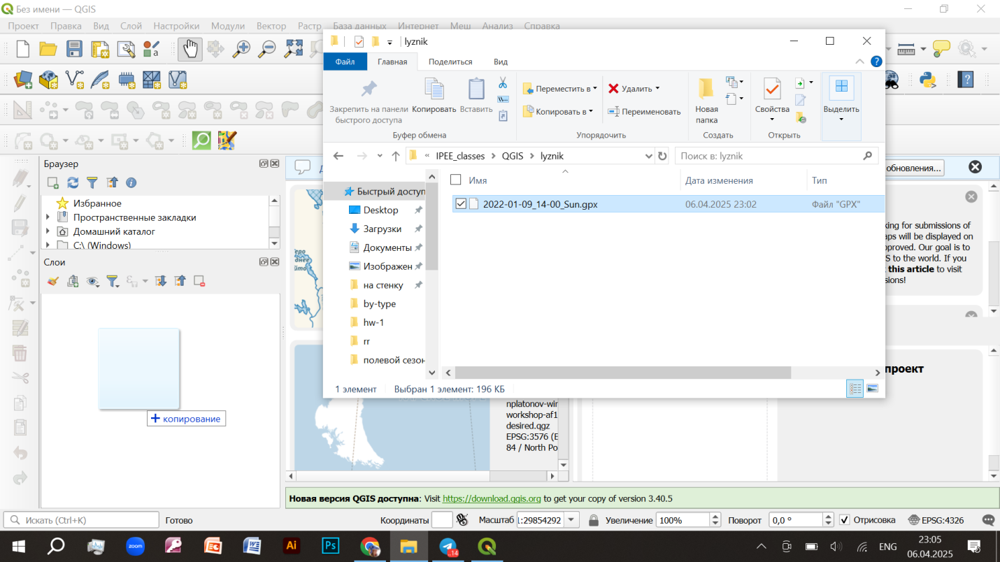 Без имени — QGIS
Проект Правка Вид Слой Настройки Модули Вектор Растр База данных Интернет Меш Анализ Справка
lyznik
Файл Главная Поделиться Вид
Закрепить на панели быстрого доступа
Копировать
Вставить
Переместить в
Копировать в
Удалить
Переименовать
Новая папка
Свойства
Выделить
Буфер обмена
Упорядочить
Создать
Открыть
« IPEE_classes > QGIS > lyznik
Поиск в: lyznik
Имя
Дата изменения
Тип
2022-01-09_14-00_Sun.gpx
06.04.2025 23:02
Файл "GPX"
Быстрый доступ
Desktop
Загрузки
Документы
Изображен
на стенку
by-type
hw-1
rr
полевой сезон
1 элемент
Выбран 1 элемент: 196 КБ
Браузер
Избранное
Пространственные закладки
Домашний каталог
C:\ (Windows)
Слои
+ копирование
обновления...
king for submissions of
aps will be displayed on
proved. Our goal is to
S to the world. If you
this article to visit
sions!
проект
nplatonov-wir
workshop-af1
desired.qgz
EPSG:3576 (E
84 / North Po
Новая версия QGIS доступна: Visit https://download.qgis.org to get your copy of version 3.40.5
Искать (Ctrl+K)
Готово
Координаты
Масштаб
1:29854292
Увеличение
100%
Поворот
0,0 °
Отрисовка
EPSG:4326
zoom
Ai
Ps
14
ENG
23:05
06.04.2025